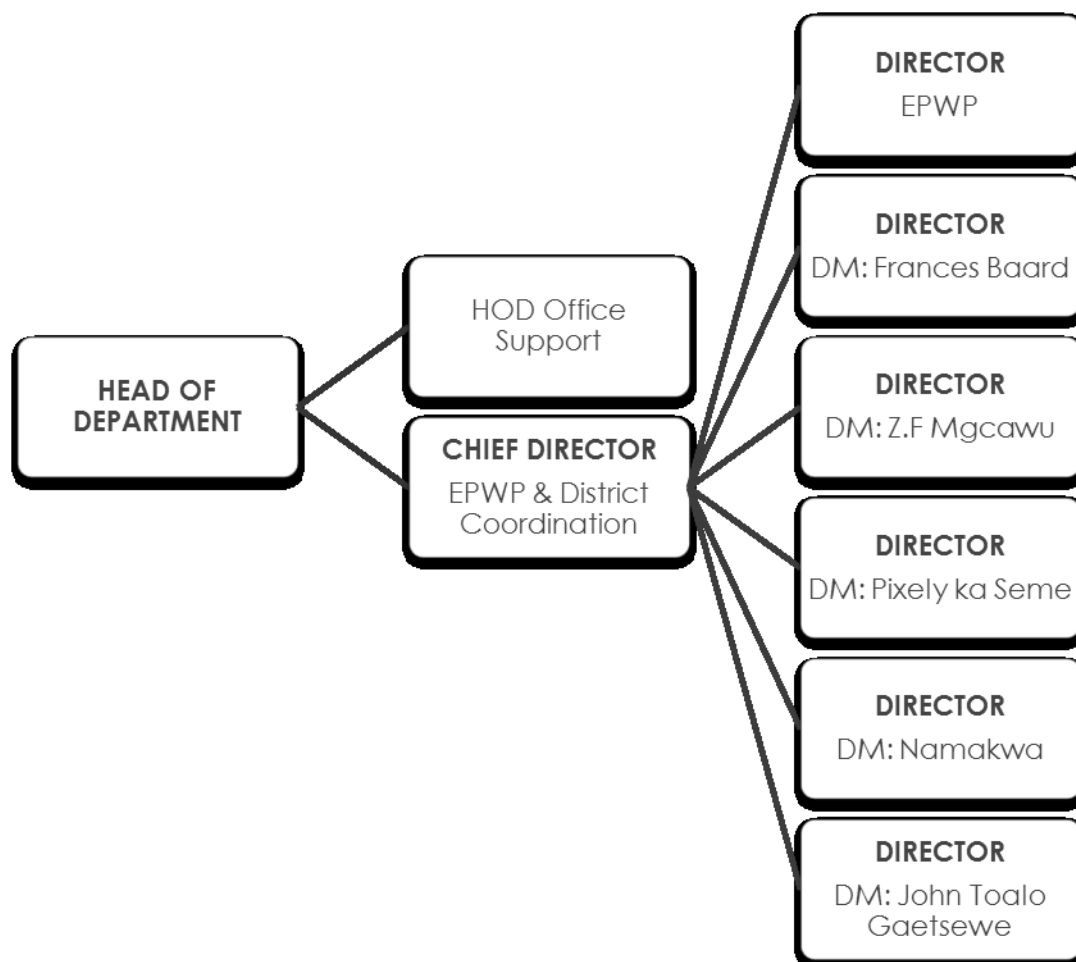 HEAD OF
DEPARTMENT
HOD Office
Support
CHIEF DIRECTOR
EPWP & District
Coordination
DIRECTOR
EPWP
DIRECTOR
DM: Frances Baard
DIRECTOR
DM: Z.F Mgcawu
DIRECTOR
DM: Pixely ka Seme
DIRECTOR
DM: Namakwa
DIRECTOR
DM: John Toalo
Gaetsewe